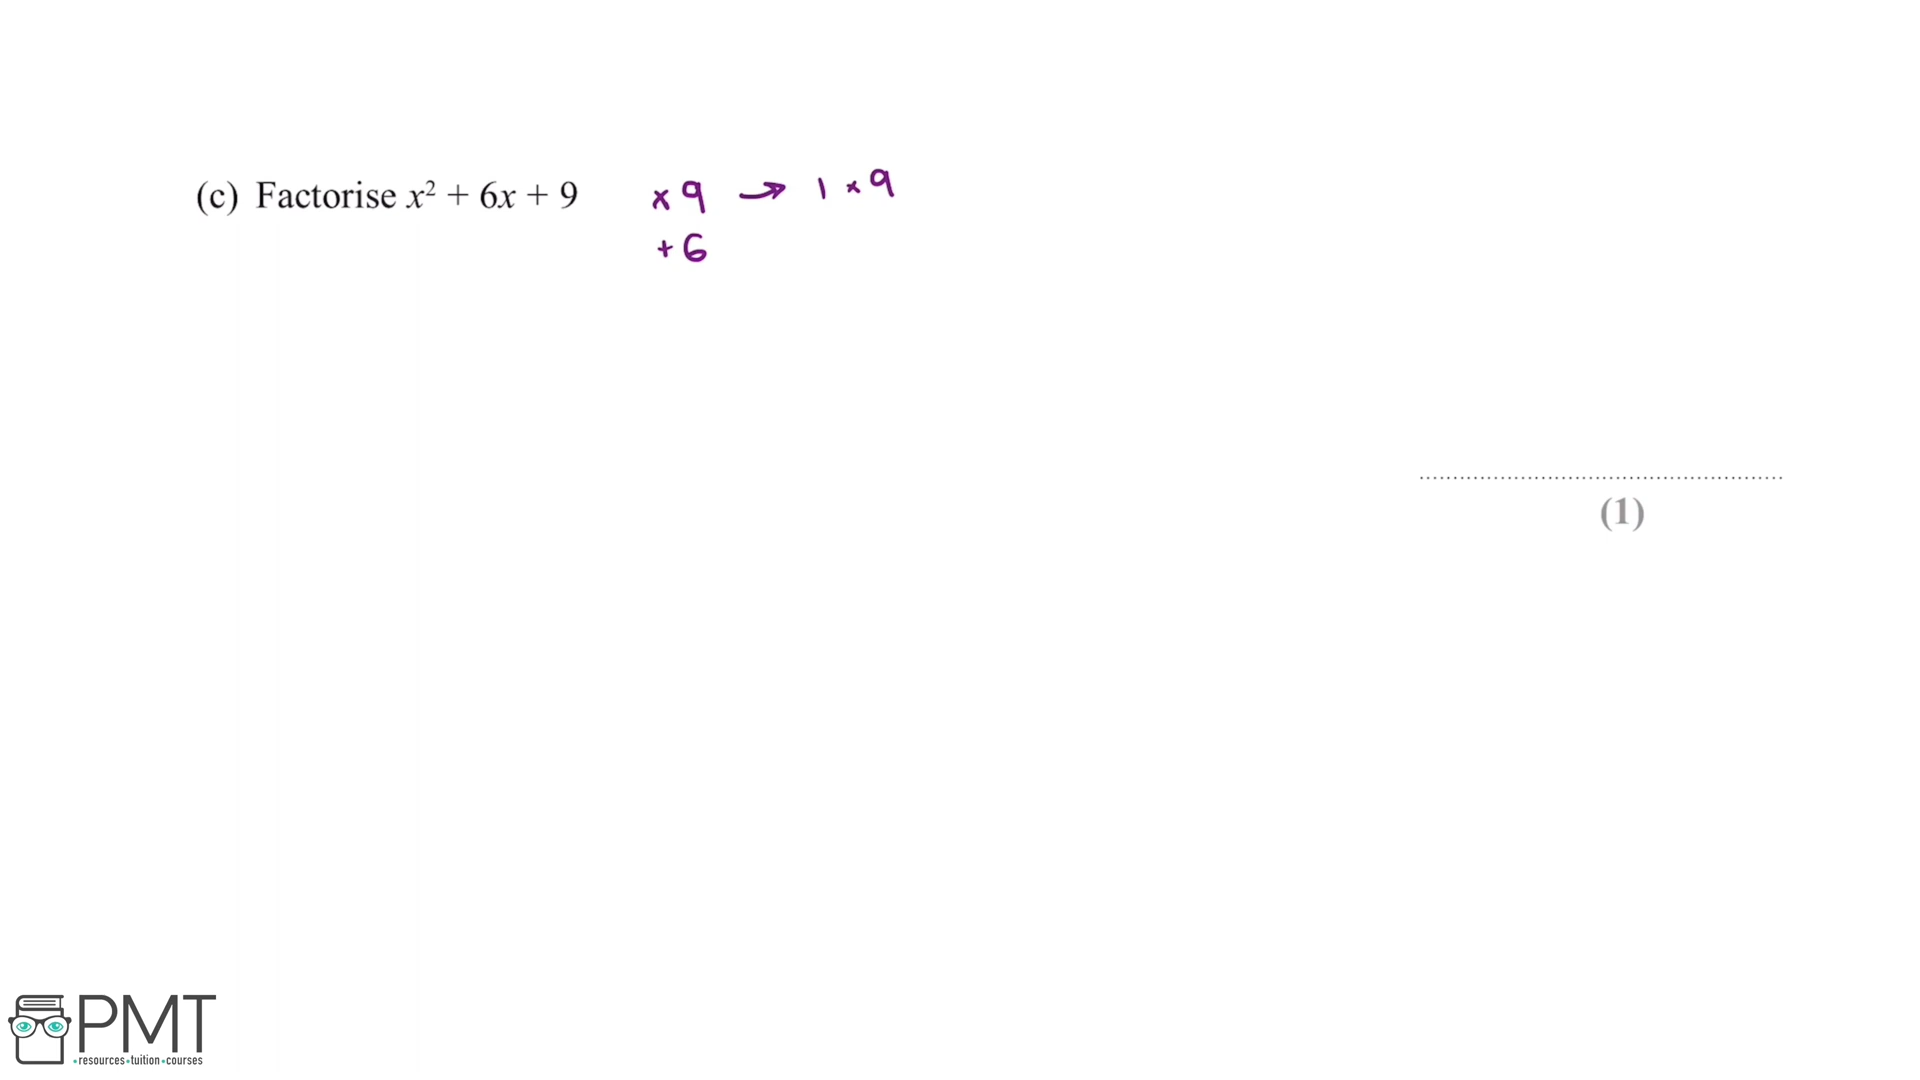 (c) Factorise x² + 6x + 9 × 9 → 1 × 9
+ 6
(1)
PMT
•resources•tuition•courses